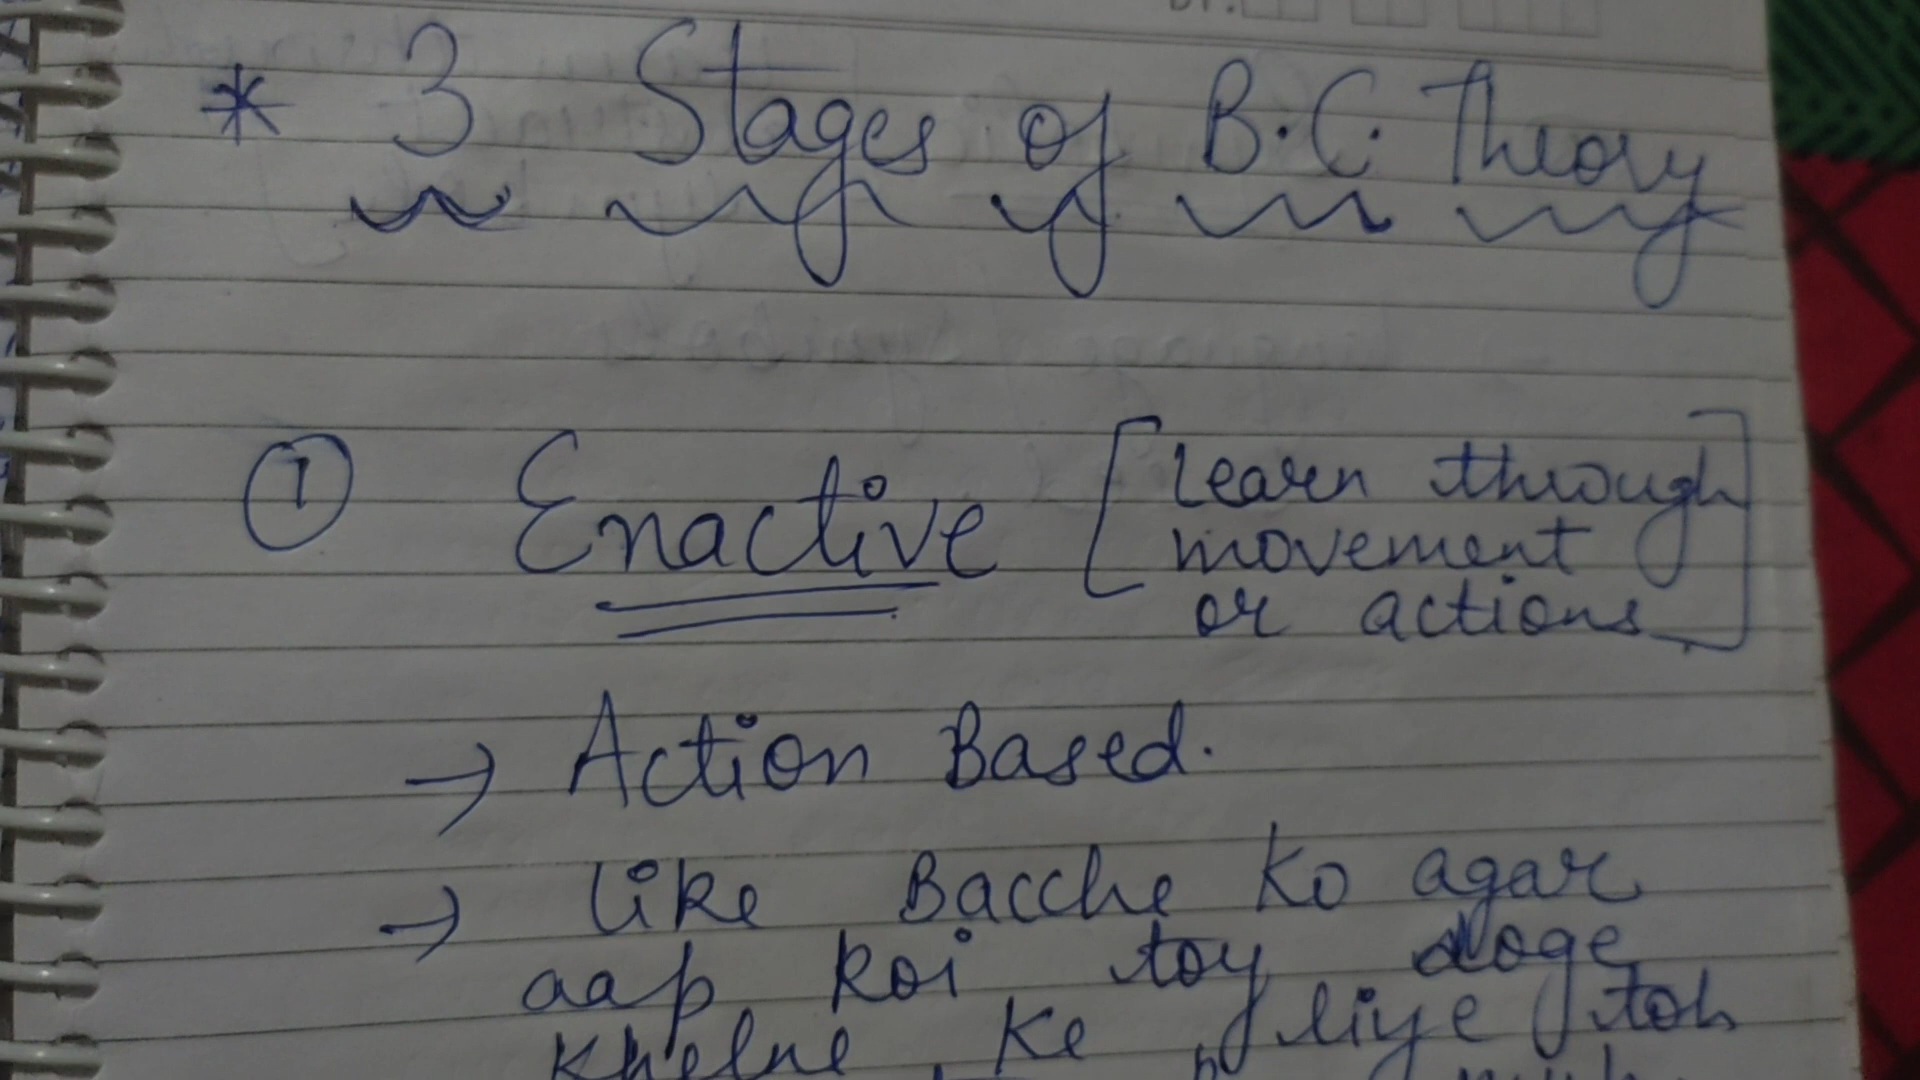 * 3 Stages of B.C. Theory
① Enactive [learn through
movement
or actions]
→ Action Based.
→ like Bacche ko agar
aap koi toy doge
khelne ke liye toh